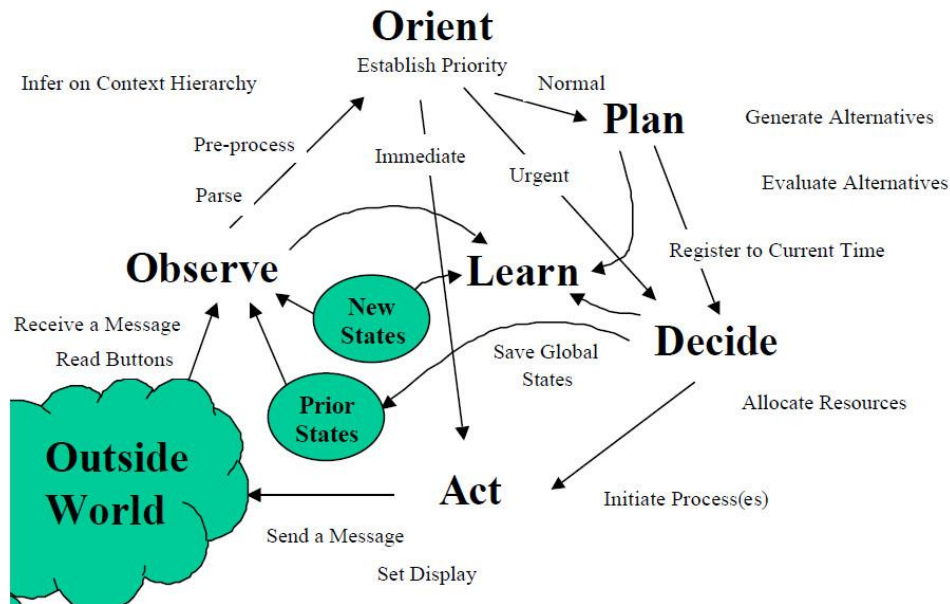 Orient
Establish Priority
Infer on Context Hierarchy
Normal
Plan
Generate Alternatives
Pre-process
Immediate
Urgent
Evaluate Alternatives
Parse
Observe
Learn
Register to Current Time
New
States
Receive a Message
Read Buttons
Save Global
States
Decide
Prior
States
Allocate Resources
Outside
World
Act
Initiate Process(es)
Send a Message
Set Display